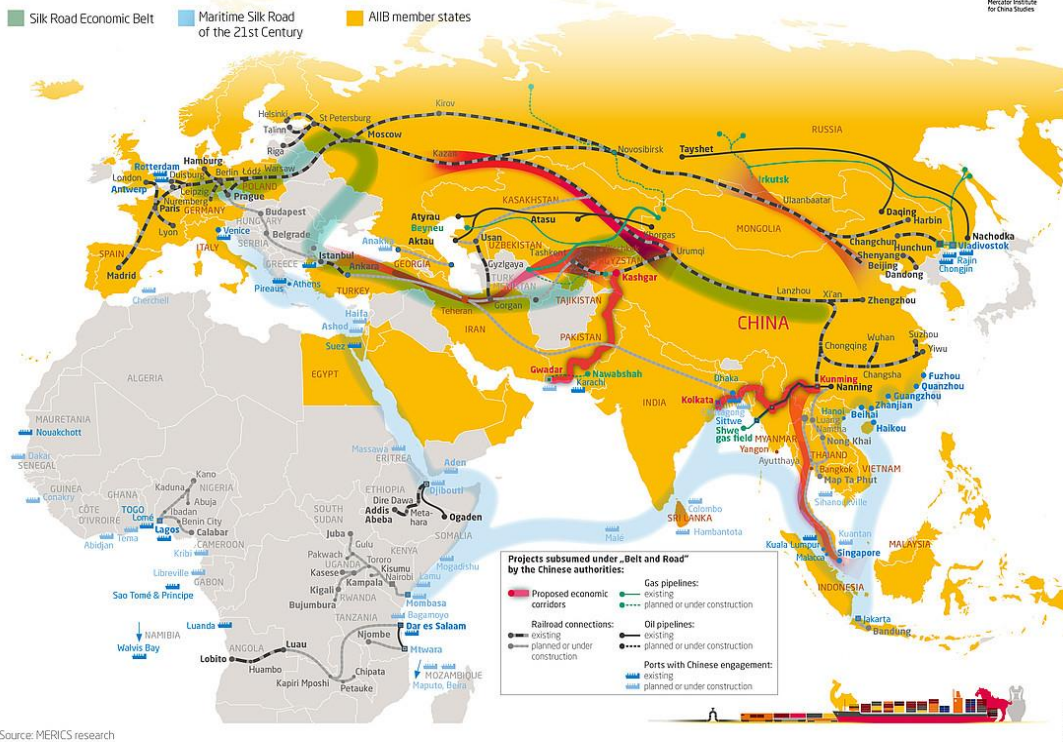 Mercator Institute
for China Studies
Silk Road Economic Belt
Maritime Silk Road
of the 21st Century
AIIB member states
Kirov
Helsinki
St Petersburg
Talinn
Moscow
RUSSIA
Riga
Novosibirsk
Tayshet
Kazan
Hamburg
Rotterdam
Duisburg
Berlin
Łódź
Warsaw
London
Antwerp
Leipzig
POLAND
Prague
Nuremberg
GERMANY
Paris
Irkutsk
Ulaanbaatar
KAZAKHSTAN
Lyon
Budapest
HUNGARY
Atyrau
Beyneu
Atasu
MONGOLIA
Daqing
Harbin
Venice
Belgrade
SERBIA
Anaklia
Aktau
Usan
UZBEKISTAN
Khorgas
Changchun
Hunchun
Nachodka
Vladivostok
SPAIN
ITALY
Istanbul
GEORGIA
Tashkent
Urumqi
Shenyang
Beijing
Rajin
Chongjin
Madrid
GREECE
Ankara
Gyzlgaya
Kashgar
Dandong
Athens
Pireaus
TURKEY
Gorgan
TAJIKISTAN
Lanzhou
Xi'an
Zhengzhou
Cherchell
Teheran
Haifa
Ashod
IRAN
PAKISTAN
CHINA
Suzhou
Wuhan
Yiwu
Chongqing
Suez
EGYPT
Gwadar
Nawabshah
Karachi
Changsha
ALGERIA
Dhaka
Kunming
Nanning
Fuzhou
Quanzhou
Guangzhou
INDIA
Kolkata
Chittagong
Sittwe
Shwe
gas field
Hanoi
Beihai
Zhanjian
Haikou
MAURETANIA
Nouakchott
Luang
Namtha
Nong Khai
MYANMAR
Yangon
Massawa
ERITREA
Aden
Dakar
SENEGAL
Ayutthaya
THAILAND
Bangkok
VIETNAM
Map Ta Phut
Kano
NIGERIA
Kaduna
Abuja
Djibouti
GUINEA
Conakry
GHANA
ETHIOPIA
Dire Dawa
Addis
Abeba
Meta-
hara
Ogaden
Sihanoukville
CÔTE
D'IVOIRE
TOGO
Lomé
Tema
Abidjan
Ibadan
Benin City
Lagos
Calabar
SOUTH
SUDAN
Colombo
SRI LANKA
Hambantota
Malé
SOMALIA
Juba
Gulu
Kribi
CAMEROON
Pakwach
UGANDA
Tororo
KENYA
Kuala Lumpur
Kuantan
MALAYSIA
Malacca
Singapore
Libreville
GABON
Kasese
Kisumu
Nairobi
Mogadishu
Kampala
Lamu
Kigali
RWANDA
Sao Tomé & Principe
Bujumbura
Mombasa
Bagamoyo
INDONESIA
TANZANIA
Luanda
Dar es Salaam
Jakarta
Bandung
NAMIBIA
Walvis Bay
Njombe
Mtwara
ANGOLA
Luau
Lobito
Huambo
Chipata
Kapiri Mposhi
Petauke
MOZAMBIQUE
Maputo, Beira
Projects subsumed under „Belt and Road"
by the Chinese authorities:
Proposed economic
corridors
Gas pipelines:
existing
planned or under construction
Railroad connections:
existing
planned or under
construction
Oil pipelines:
existing
planned or under construction
Ports with Chinese engagement:
existing
planned or under construction
Source: MERICS research